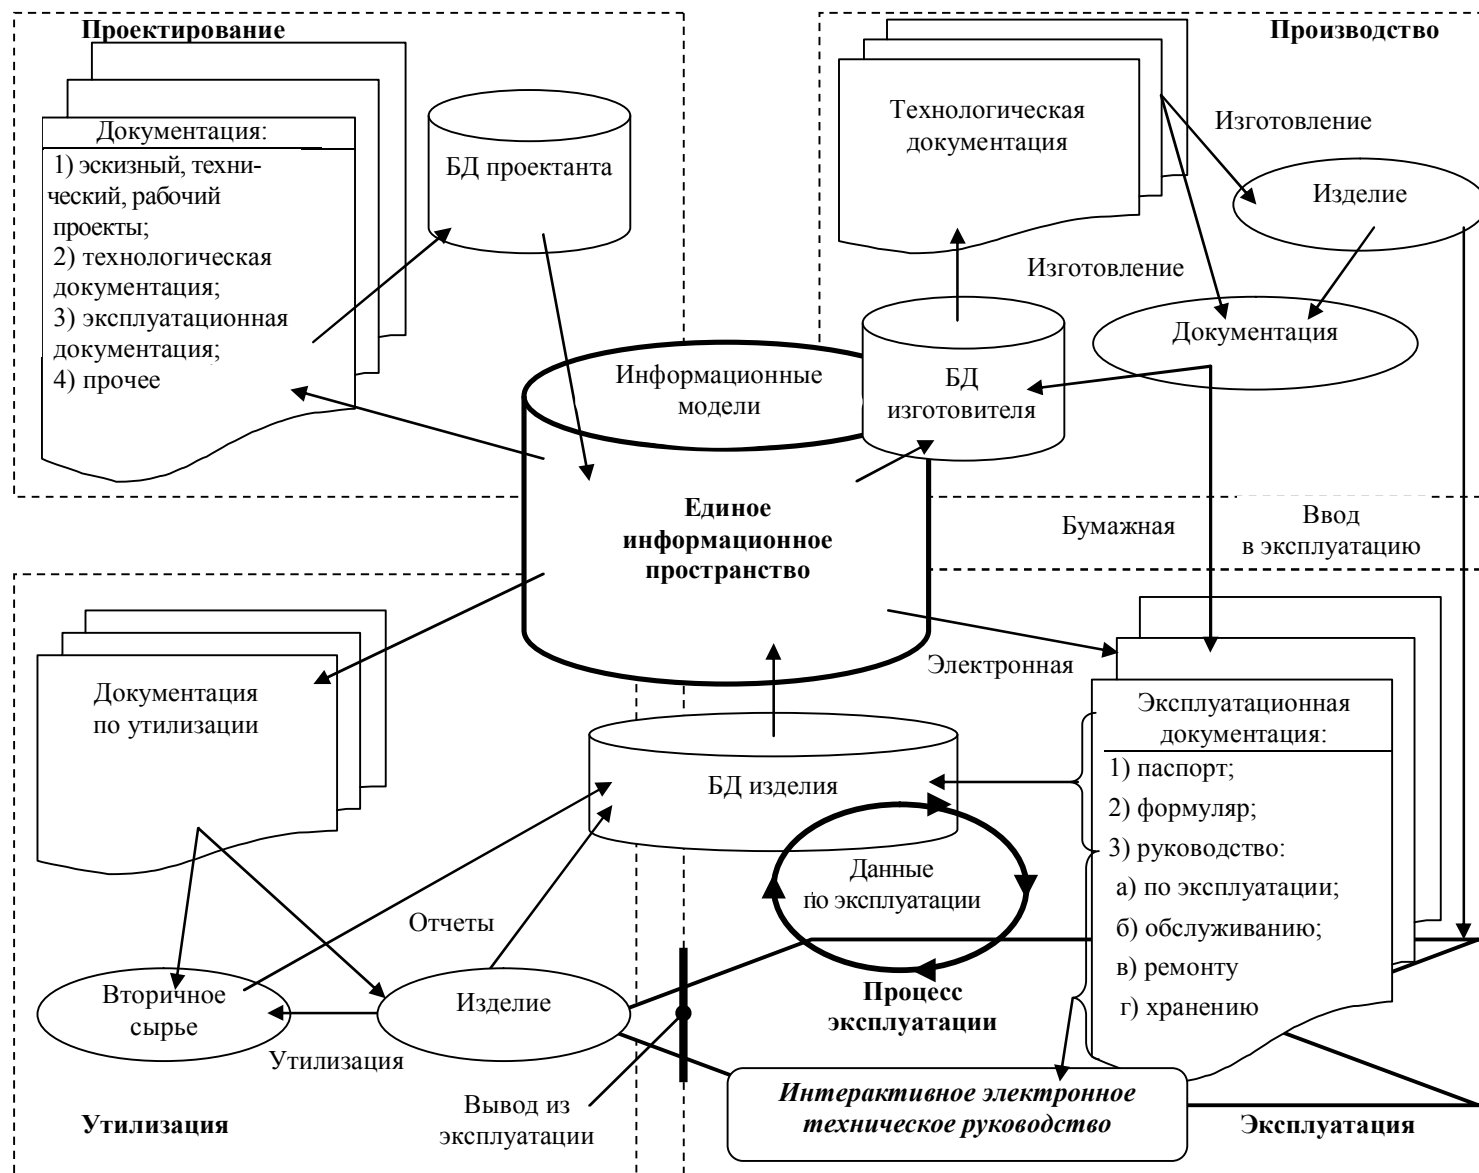 Проектирование
Документация:
1) эскизный, техни-
ческий, рабочий
проекты;
2) технологическая
документация;
3) эксплуатационная
документация;
4) прочее
БД проектанта
Производство
Технологическая
документация
Изготовление
Изделие
Изготовление
Документация
БД
изготовителя
Информационные
модели
Единое
информационное
пространство
Бумажная
Ввод
в эксплуатацию
Электронная
Документация
по утилизации
БД изделия
Эксплуатационная
документация:
1) паспорт;
2) формуляр;
3) руководство:
а) по эксплуатации;
б) обслуживанию;
в) ремонту
г) хранению
Данные
по эксплуатации
Отчеты
Вторичное
сырье
Изделие
Утилизация
Процесс
эксплуатации
Вывод из
эксплуатации
Интерактивное электронное
техническое руководство
Утилизация
Эксплуатация